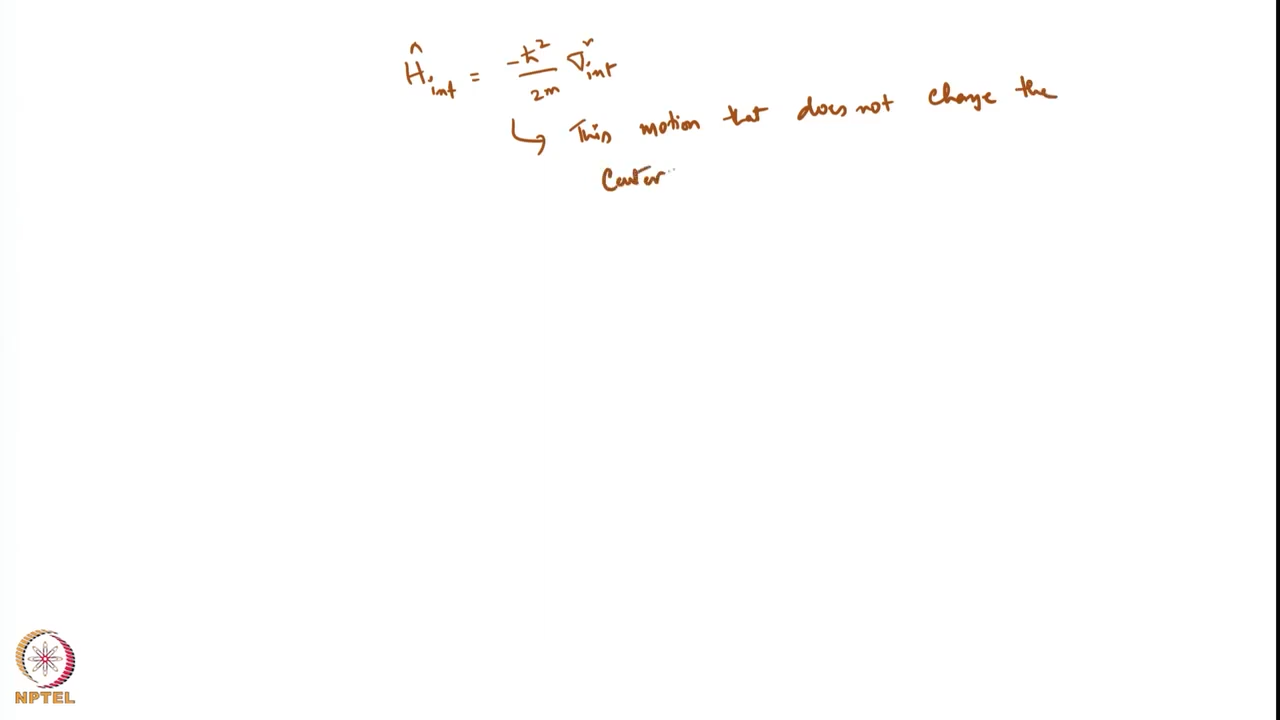 Ĥint = -ħ²/2m ∇²int
↳ This motion that does not change the
Center
NPTEL